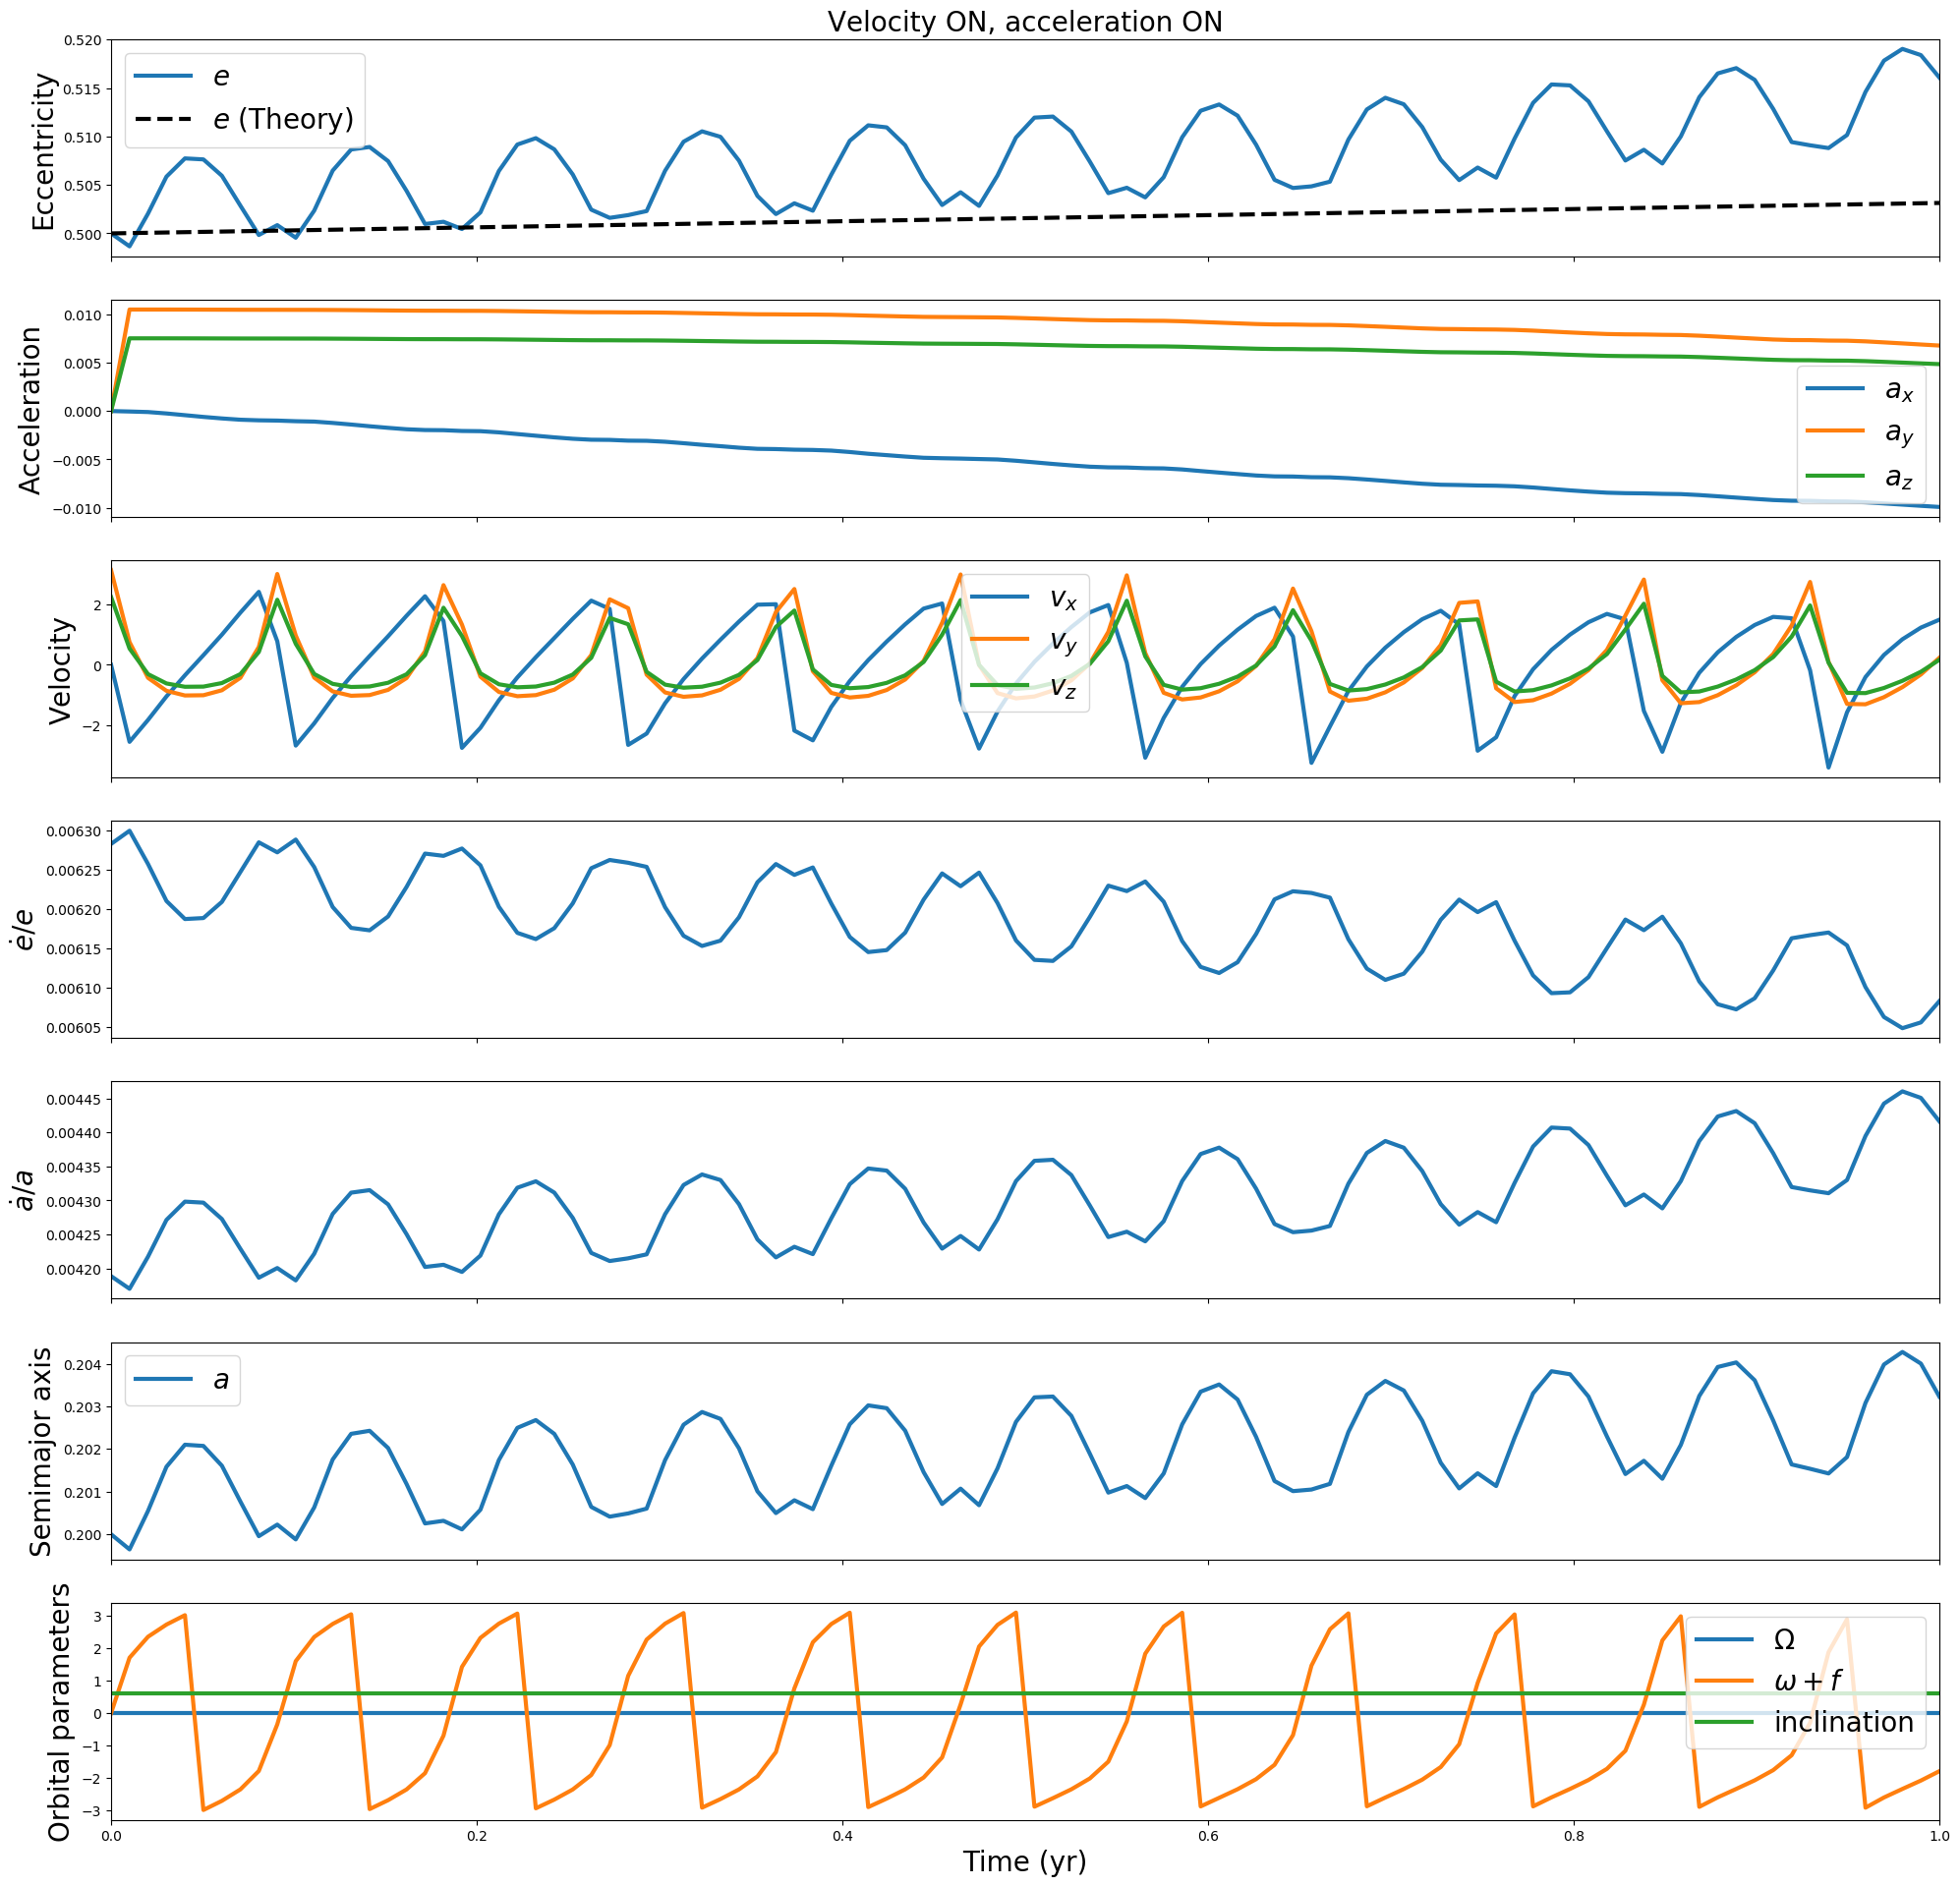 Velocity ON, acceleration ON
Eccentricity
0.520
0.515
0.510
0.505
0.500
e
e (Theory)
Acceleration
0.010
0.005
0.000
−0.005
−0.010
a_x
a_y
a_z
Velocity
2
0
−2
v_x
v_y
v_z
ė/e
0.00630
0.00625
0.00620
0.00615
0.00610
0.00605
ȧ/a
0.00445
0.00440
0.00435
0.00430
0.00425
0.00420
Semimajor axis
0.204
0.203
0.202
0.201
0.200
a
Orbital parameters
3
2
1
0
−1
−2
−3
Ω
ω + f
inclination
0.0 0.2 0.4 0.6 0.8 1.0
Time (yr)